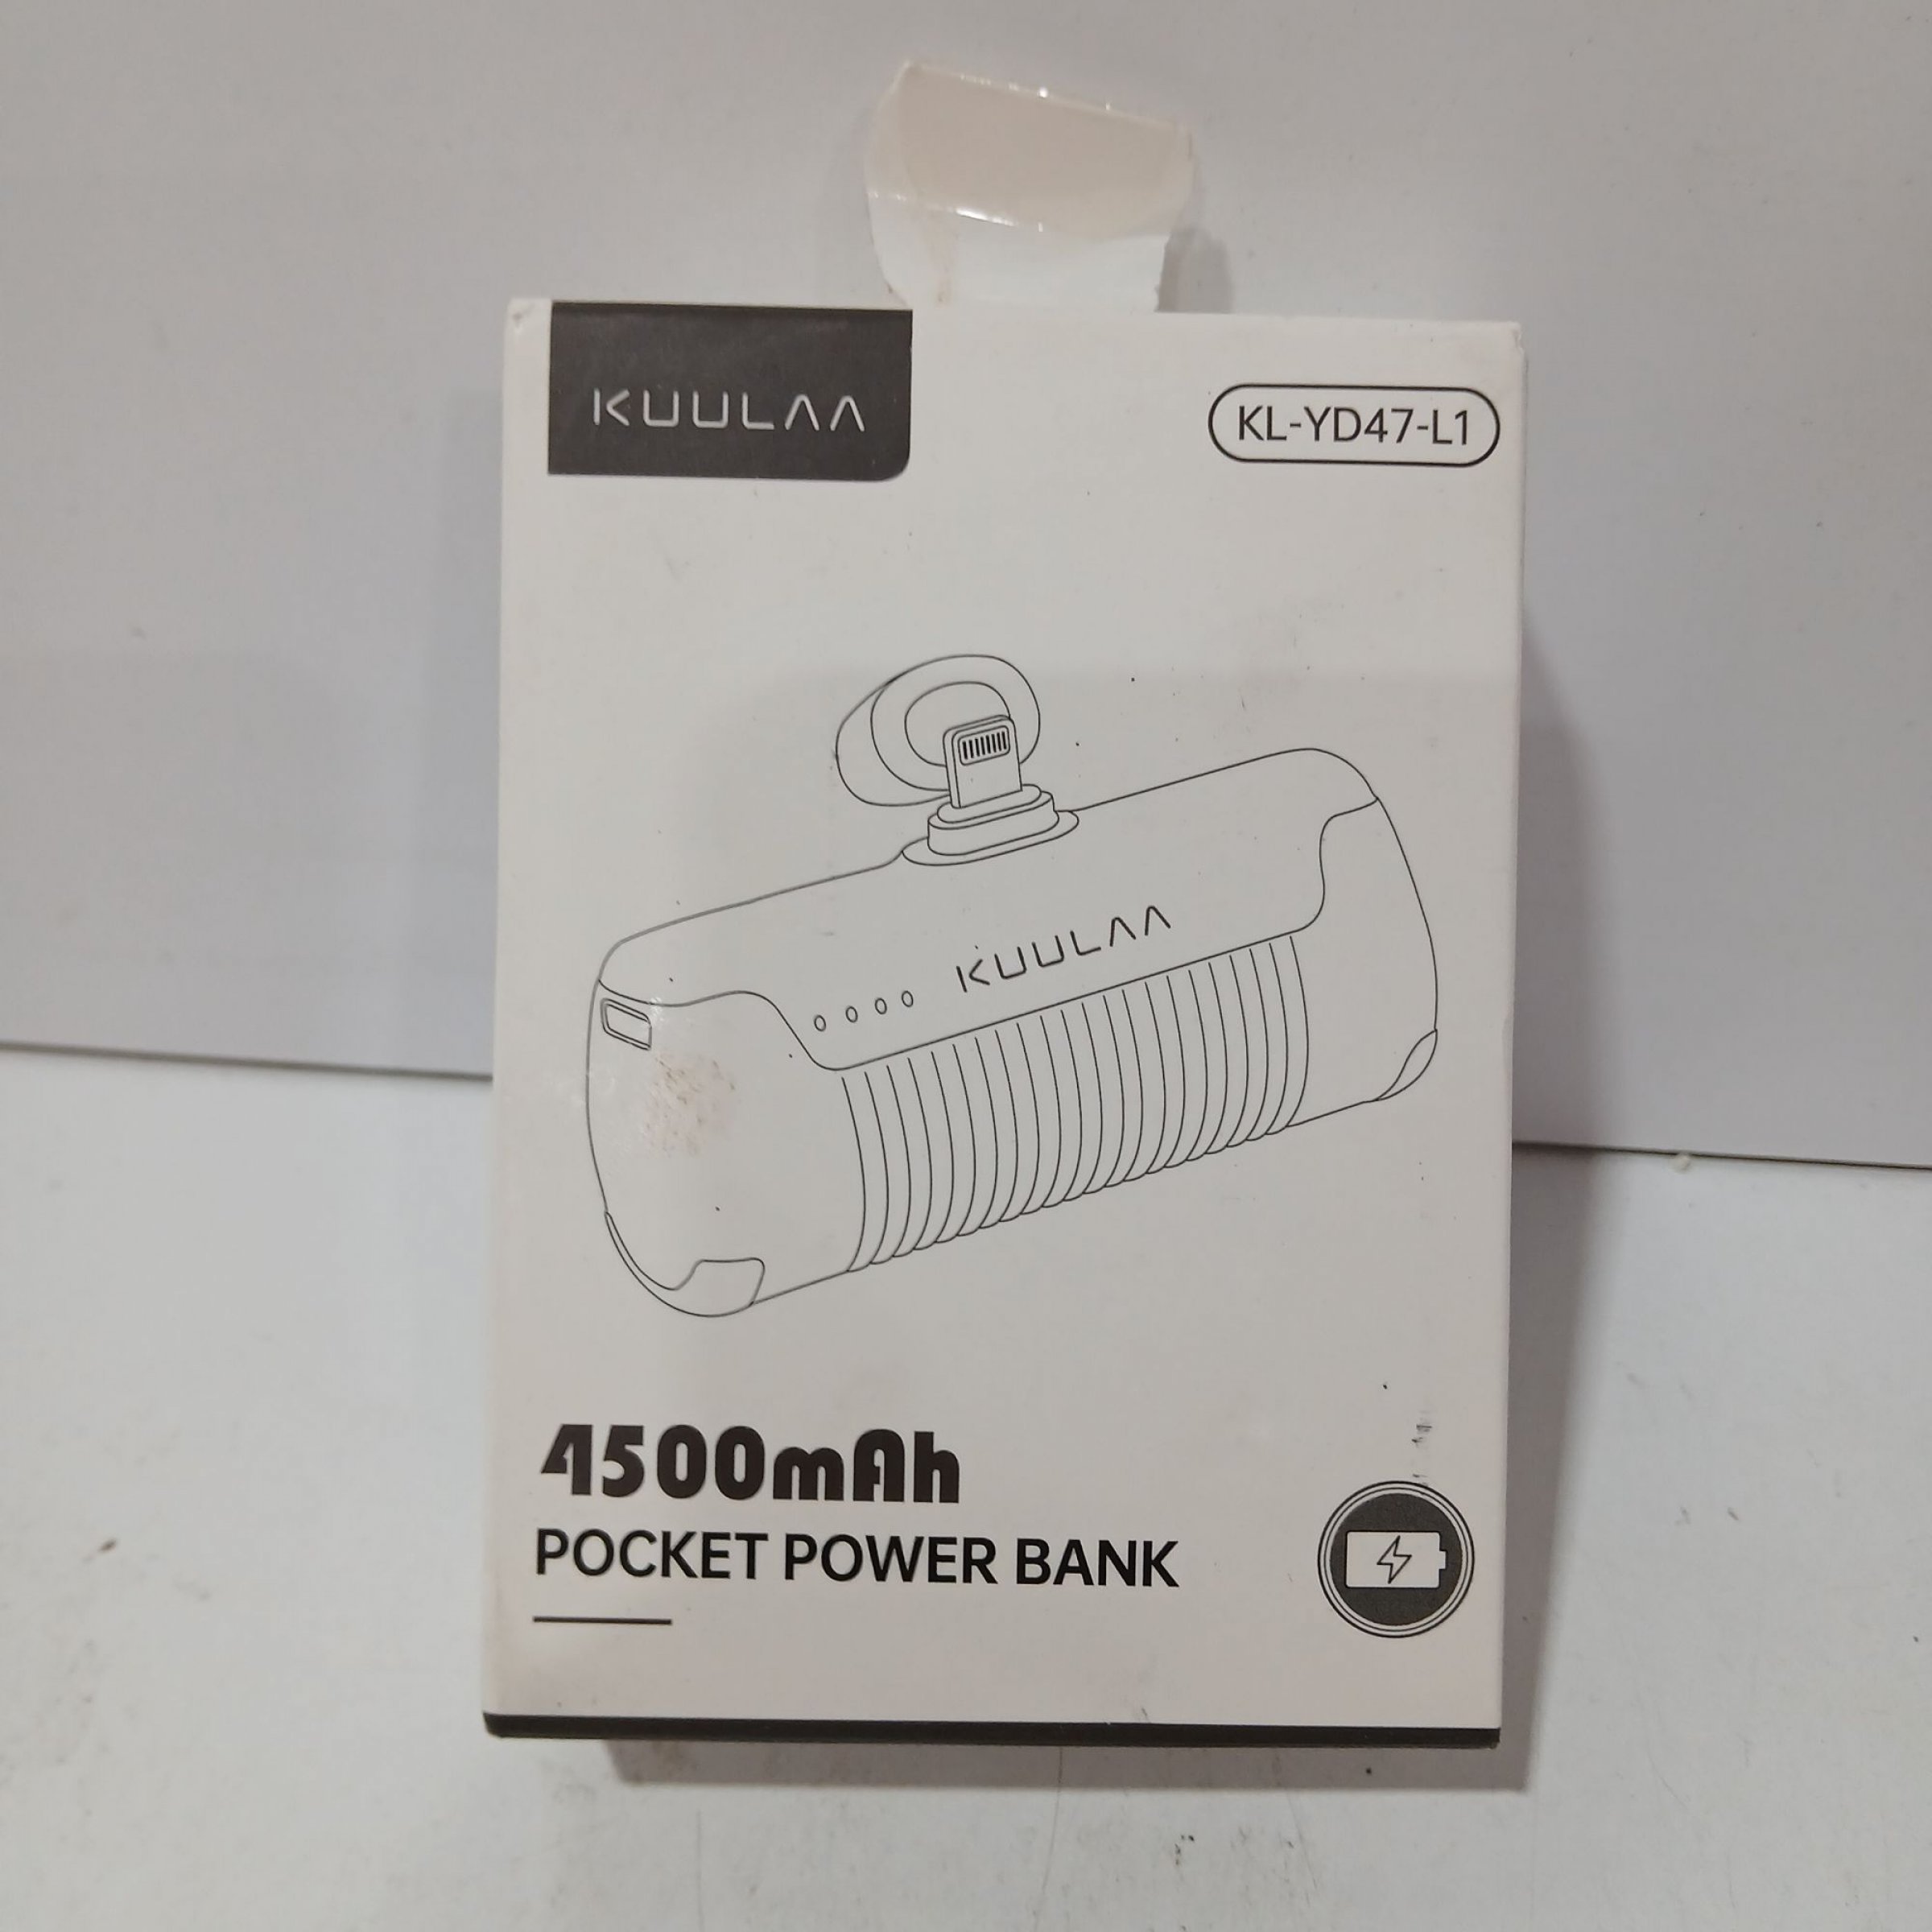 KUULAA
KL-YD47-L1
KUULAA
4500mAh
POCKET POWER BANK